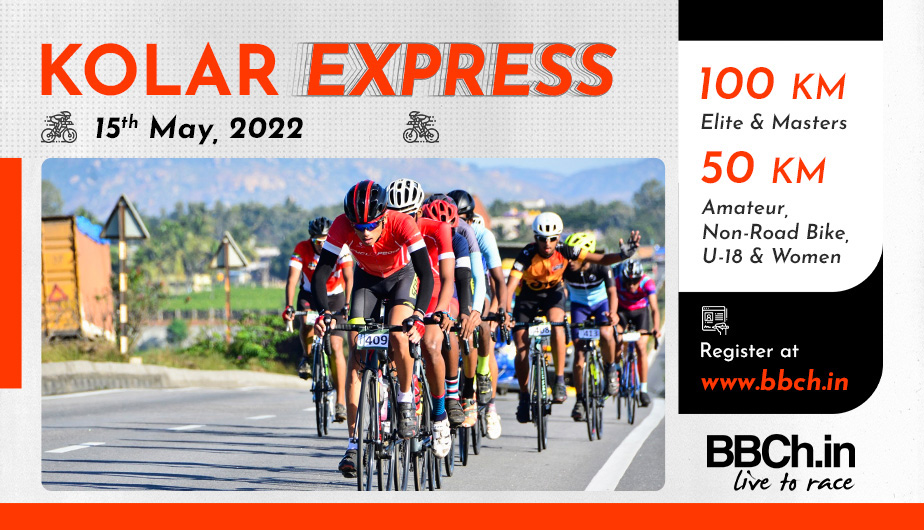 KOLAR EXPRESS
15th May, 2022
100 KM
Elite & Masters
50 KM
Amateur,
Non-Road Bike,
U-18 & Women
Register at
www.bbch.in
BBCh.in
live to race
409